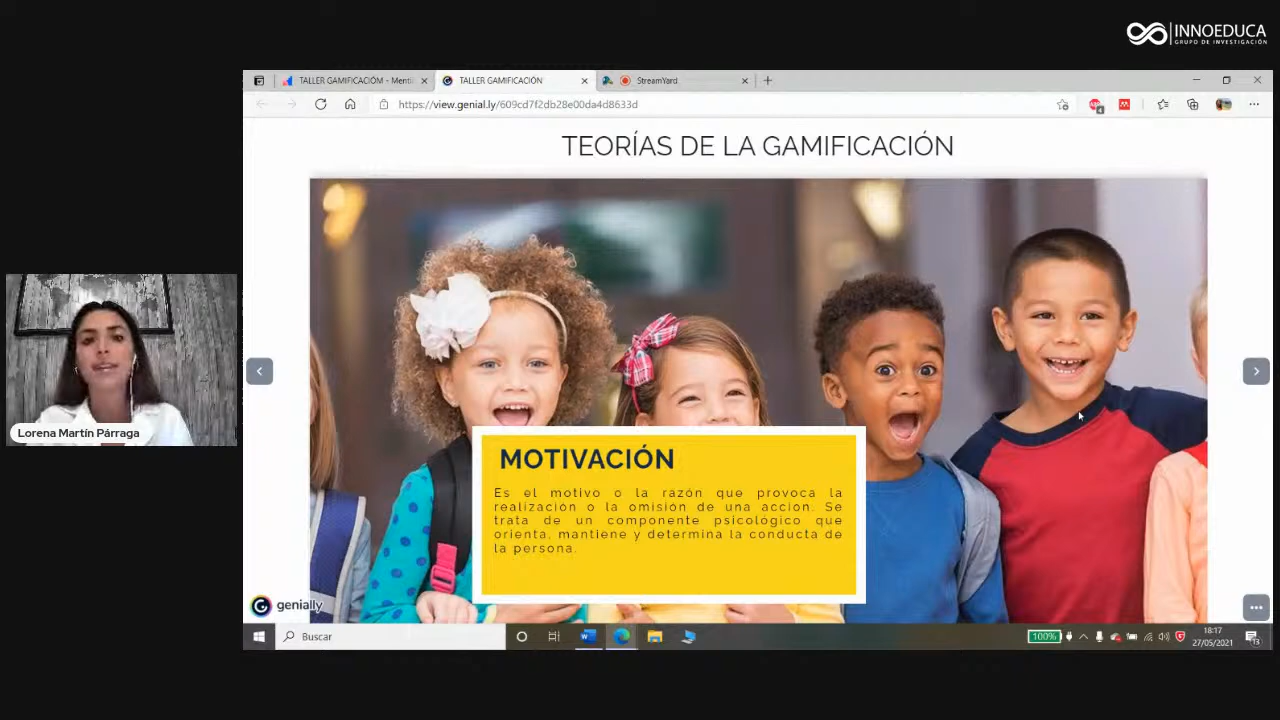 INNOEDUCA
GRUPO DE INVESTIGACIÓN
TALLER GAMIFICACIÓM - Menti
TALLER GAMIFICACIÓN
StreamYard
https://view.genial.ly/609cd7f2db28e00da4d8633d
TEORÍAS DE LA GAMIFICACIÓN
Lorena Martín Párraga
MOTIVACIÓN
Es el motivo o la razón que provoca la
realización o la omisión de una accion. Se
trata de un componente psicológico que
orienta, mantiene y determina la conducta de
la persona.
genially
Buscar
100%
18:17
27/05/2021